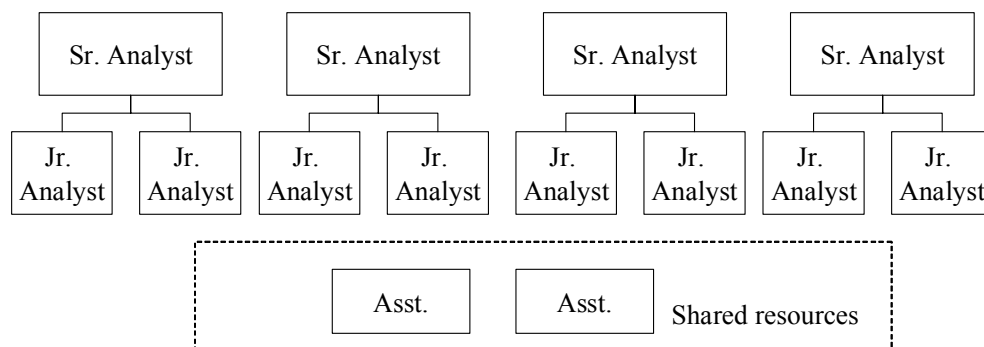 Sr. Analyst Sr. Analyst Sr. Analyst Sr. Analyst
Jr. Jr. Jr. Jr. Jr. Jr. Jr. Jr.
Analyst Analyst Analyst Analyst Analyst Analyst Analyst Analyst
Asst. Asst. Shared resources